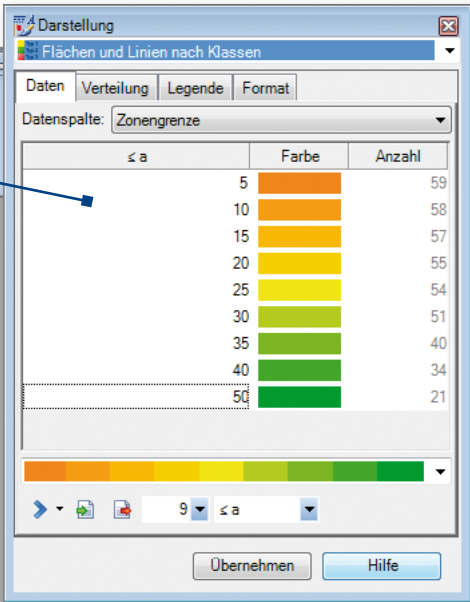 Darstellung
Flächen und Linien nach Klassen
Daten Verteilung Legende Format
Datenspalte: Zonengrenze
≤ a Farbe Anzahl
5 59
10 58
15 57
20 55
25 54
30 51
35 40
40 34
50 21
9 ≤ a
Übernehmen Hilfe